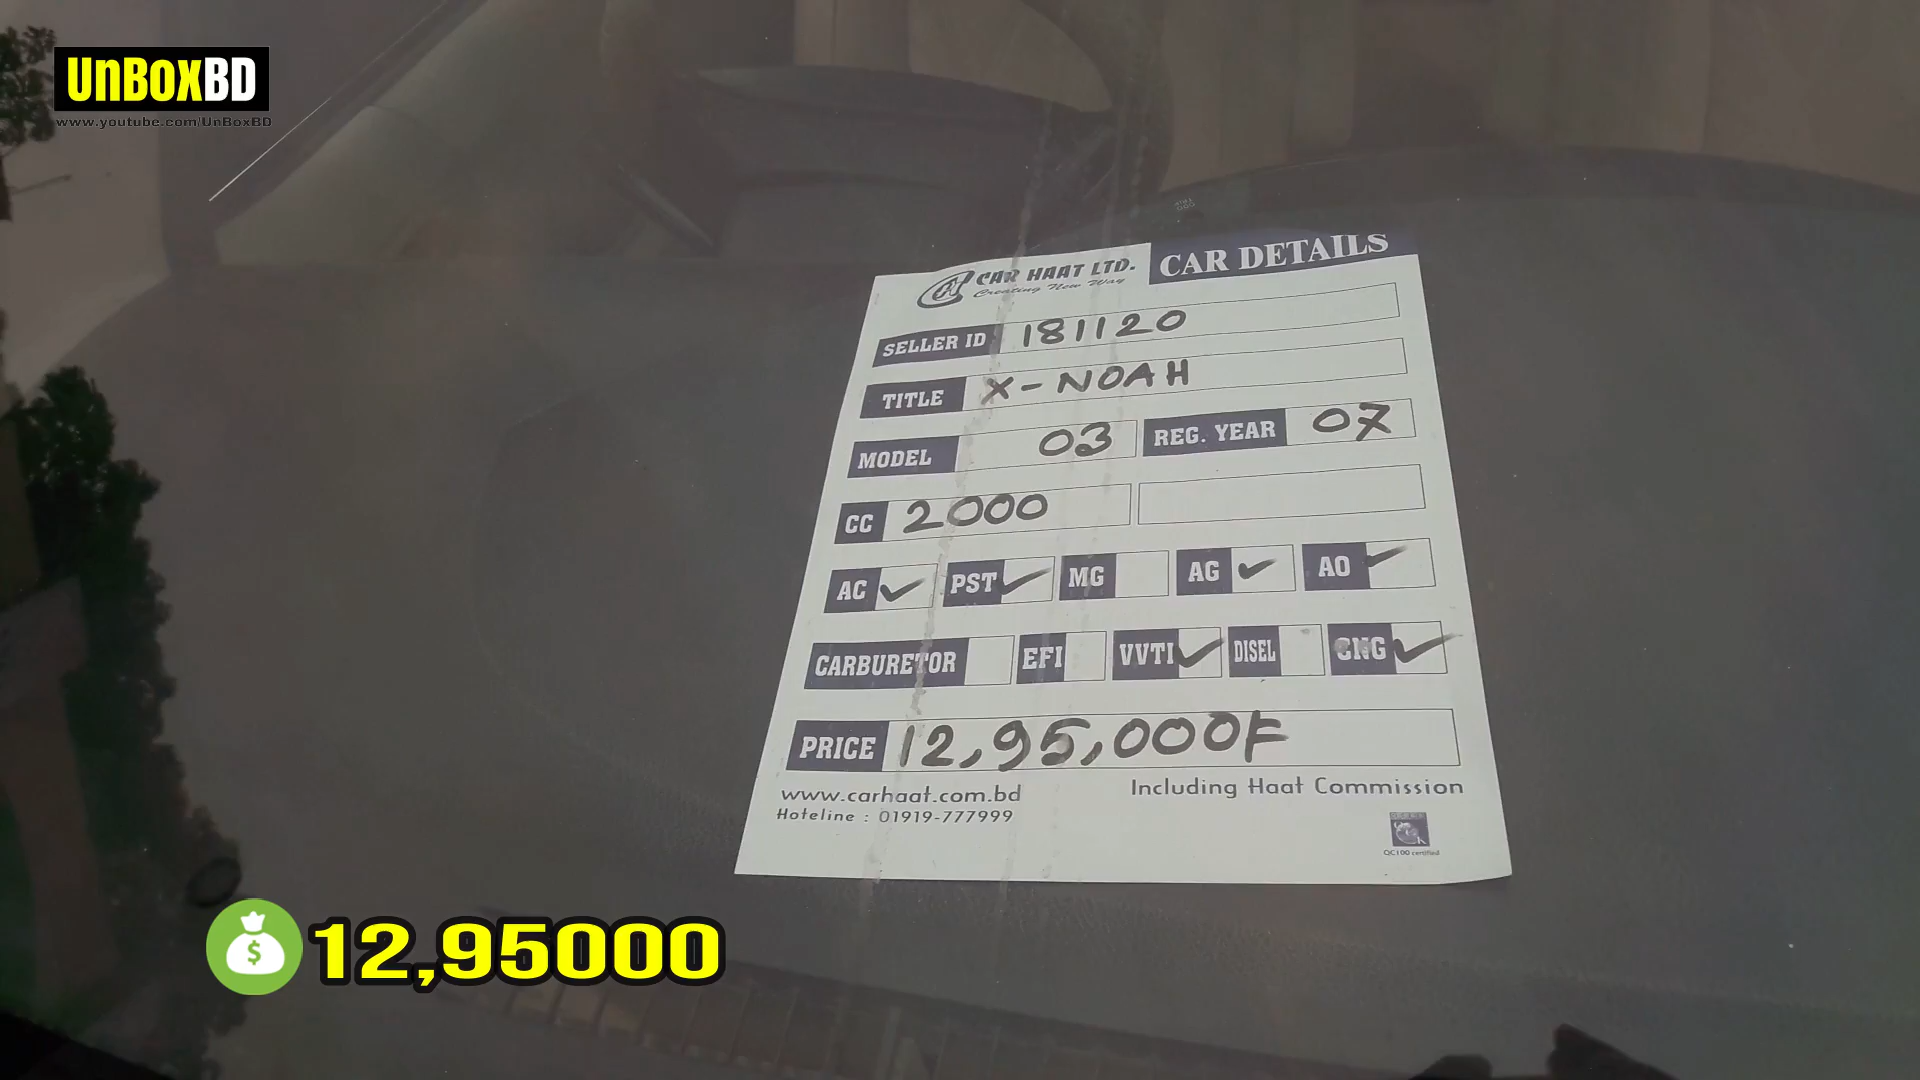 UnBoxBD
www.youtube.com/UnBoxBD
CAR HAAT LTD.
Creating New Way
CAR DETAILS
SELLER ID 181120
TITLE X-NOAH
MODEL 03 REG. YEAR 07
CC 2000
AC ✓ PST ✓ MG AG ✓ AO ✓
CARBURETOR EFI VVTI ✓ DISEL CNG ✓
PRICE 12,95,000F
www.carhaat.com.bd Including Haat Commission
Hoteline : 01919-777999
QC100 certified
$ 12,95000